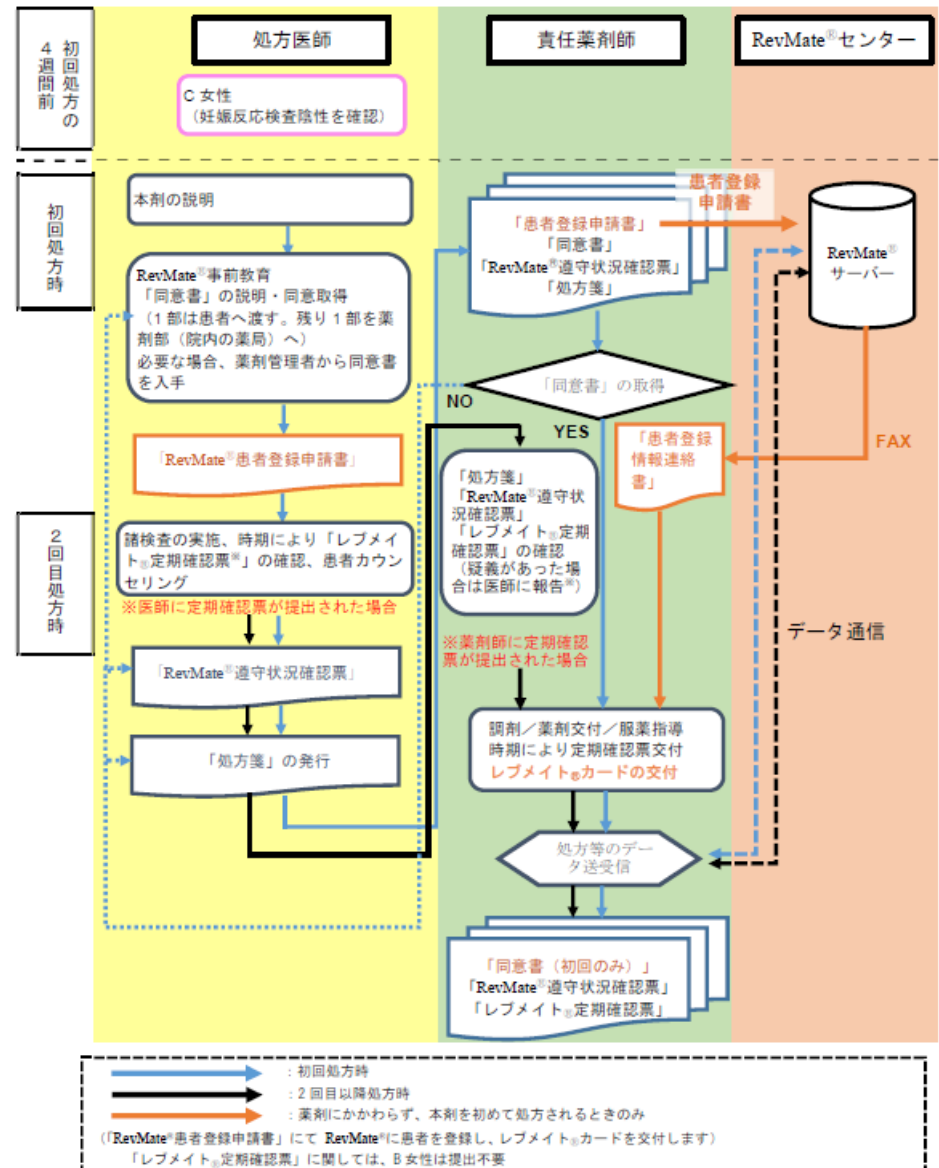 初回処方の
4週間前
処方医師
責任薬剤師
RevMate®センター
C 女性
（妊娠反応検査陰性を確認）
初回処方時
本剤の説明
RevMate®事前教育
「同意書」の説明・同意取得
（1部は患者へ渡す。残り1部を薬
剤部（院内の薬局）へ）
必要な場合、薬剤管理者から同意書
を入手
「RevMate®患者登録申請書」
「患者登録申請書」
「同意書」
「RevMate®遵守状況確認票」
「処方箋」
患者登録
申請書
RevMate®
サーバー
「同意書」の取得
NO
YES
「患者登録
情報連絡
書」
FAX
2回目処方時
諸検査の実施、時期により「レブメイ
ト®定期確認票※」の確認、患者カウン
セリング
※医師に定期確認票が提出された場合
「RevMate®遵守状況確認票」
「処方箋」の発行
「処方箋」
「RevMate®遵守状
況確認票」
「レブメイト®定期
確認票」の確認
（疑義があった場
合は医師に報告※）
※薬剤師に定期確認
票が提出された場合
データ通信
調剤／薬剤交付／服薬指導
時期により定期確認票交付
レブメイト®カードの交付
処方等のデー
タ送受信
「同意書（初回のみ）」
「RevMate®遵守状況確認票」
「レブメイト®定期確認票」
：初回処方時
：2回目以降処方時
：薬剤にかかわらず、本剤を初めて処方されるときのみ
（「RevMate®患者登録申請書」にて RevMate®に患者を登録し、レブメイト®カードを交付します）
「レブメイト®定期確認票」に関しては、B女性は提出不要